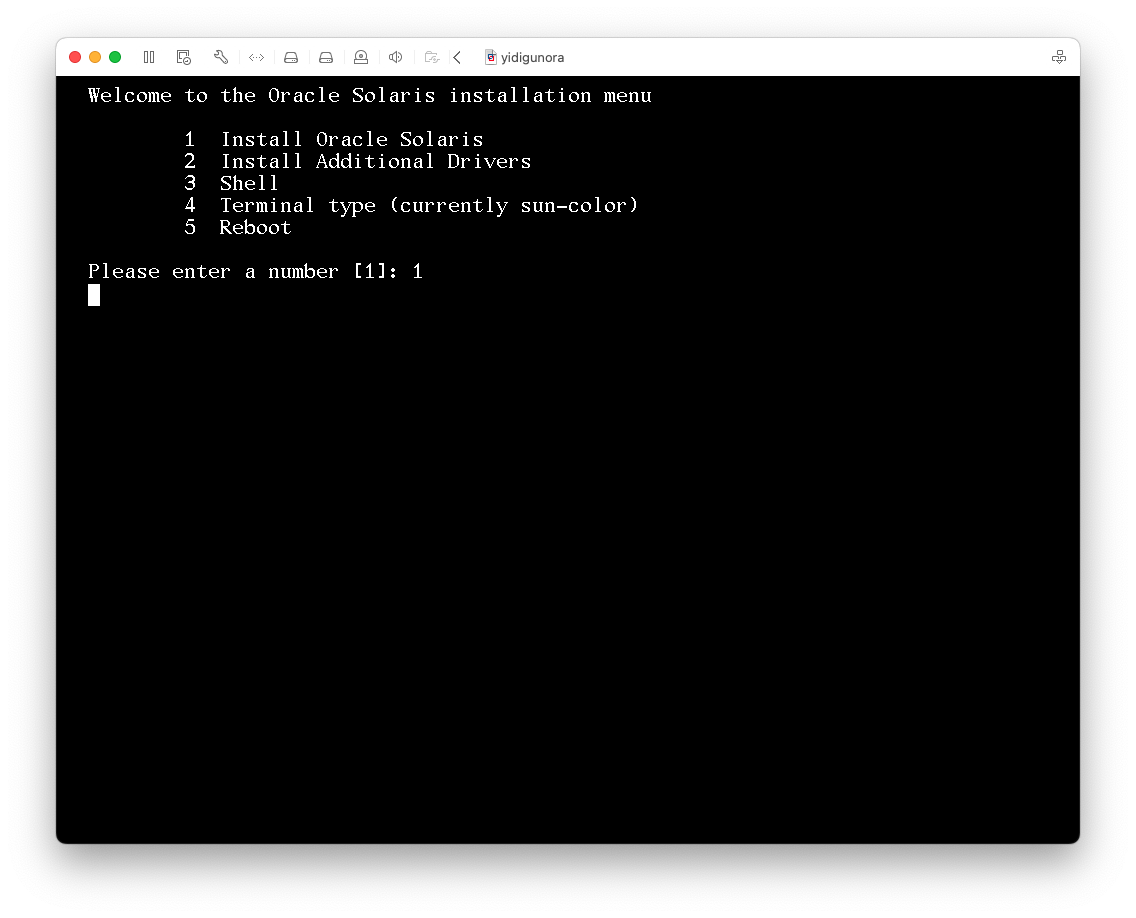 yidigunora
Welcome to the Oracle Solaris installation menu
1 Install Oracle Solaris
2 Install Additional Drivers
3 Shell
4 Terminal type (currently sun-color)
5 Reboot
Please enter a number [1]: 1